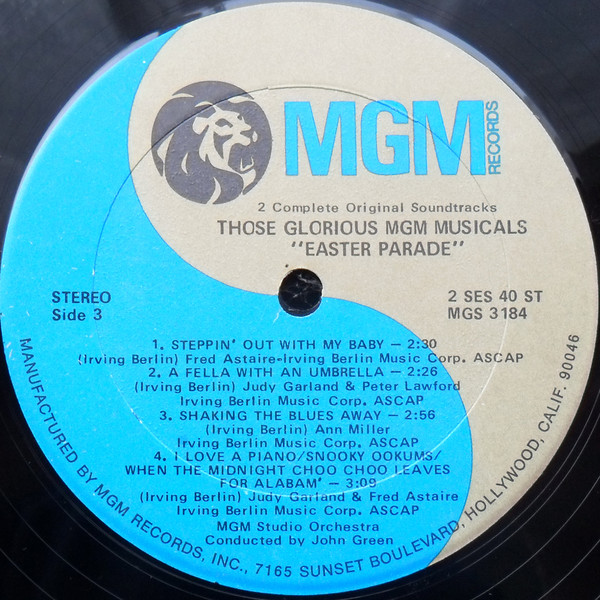 MGM
RECORDS
2 Complete Original Soundtracks
THOSE GLORIOUS MGM MUSICALS
"EASTER PARADE"
STEREO
Side 3
2 SES 40 ST
MGS 3184
1. STEPPIN' OUT WITH MY BABY – 2:30
(Irving Berlin) Fred Astaire-Irving Berlin Music Corp. ASCAP
2. A FELLA WITH AN UMBRELLA – 2:26
(Irving Berlin) Judy Garland & Peter Lawford
Irving Berlin Music Corp. ASCAP
3. SHAKING THE BLUES AWAY – 2:56
(Irving Berlin) Ann Miller
Irving Berlin Music Corp. ASCAP
4. I LOVE A PIANO/SNOOKY OOKUMS/
WHEN THE MIDNIGHT CHOO CHOO LEAVES
FOR ALABAM' – 3:09
(Irving Berlin) Judy Garland & Fred Astaire
Irving Berlin Music Corp. ASCAP
MGM Studio Orchestra
Conducted by John Green
MANUFACTURED BY MGM RECORDS, INC., 7165 SUNSET BOULEVARD, HOLLYWOOD, CALIF. 90046